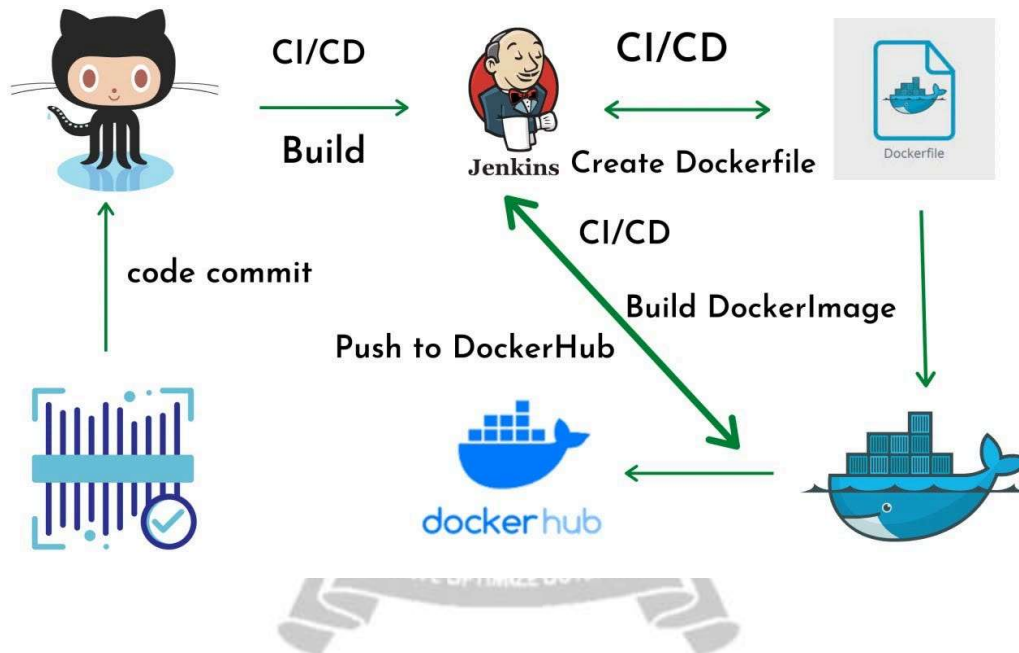 CI/CD
Build
Jenkins
CI/CD
Create Dockerfile
Dockerfile
code commit
CI/CD
Build DockerImage
Push to DockerHub
docker hub
OPTIMIZE